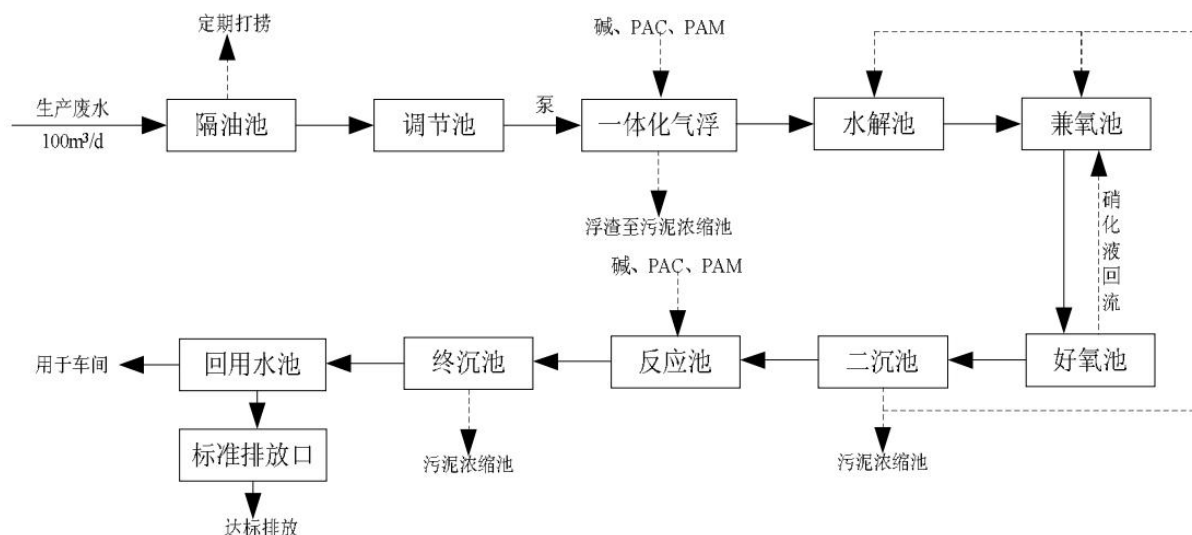 定期打捞
碱、PAC、PAM
生产废水
100m³/d
隔油池
调节池
泵
一体化气浮
水解池
兼氧池
浮渣至污泥浓缩池
硝化液回流
碱、PAC、PAM
用于车间
回用水池
终沉池
反应池
二沉池
好氧池
标准排放口
污泥浓缩池
污泥浓缩池
达标排放